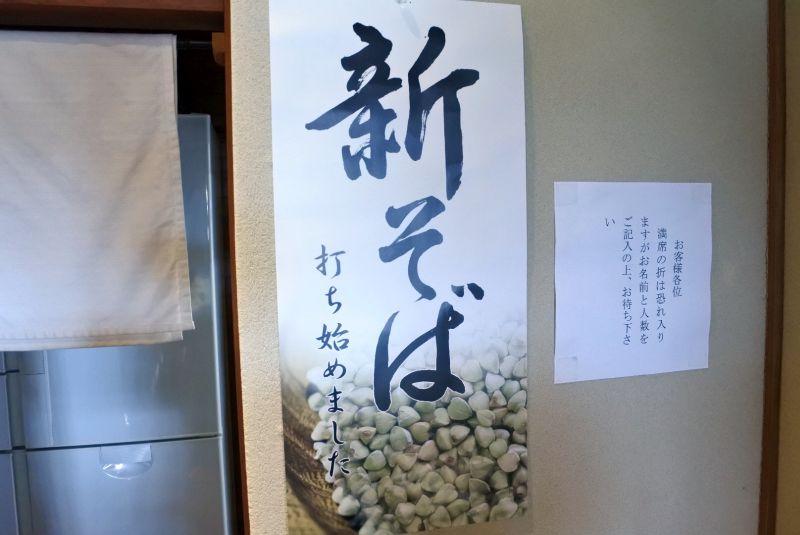 新そば
打ち始めました
お客様各位
満席の折は恐れ入り
ますがお名前と人数を
ご記入の上、お待ち下さ
い